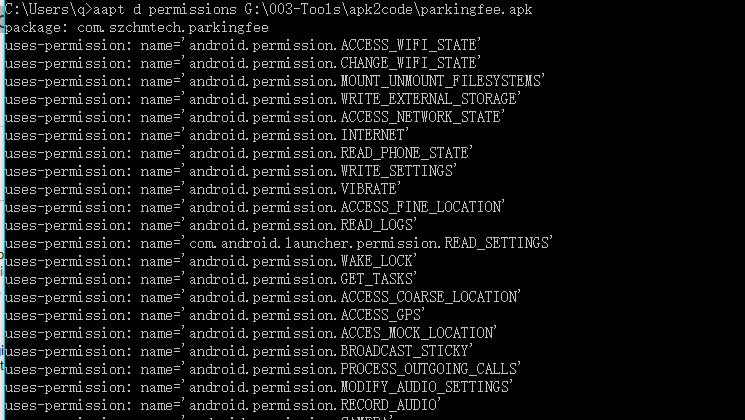 C:\Users\q>aapt d permissions G:\003-Tools\apk2code\parkingfee.apk
package: com.szchmtech.parkingfee
uses-permission: name='android.permission.ACCESS_WIFI_STATE'
uses-permission: name='android.permission.CHANGE_WIFI_STATE'
uses-permission: name='android.permission.MOUNT_UNMOUNT_FILESYSTEMS'
uses-permission: name='android.permission.WRITE_EXTERNAL_STORAGE'
uses-permission: name='android.permission.ACCESS_NETWORK_STATE'
uses-permission: name='android.permission.INTERNET'
uses-permission: name='android.permission.READ_PHONE_STATE'
uses-permission: name='android.permission.WRITE_SETTINGS'
uses-permission: name='android.permission.VIBRATE'
uses-permission: name='android.permission.ACCESS_FINE_LOCATION'
uses-permission: name='android.permission.READ_LOGS'
uses-permission: name='com.android.launcher.permission.READ_SETTINGS'
uses-permission: name='android.permission.WAKE_LOCK'
uses-permission: name='android.permission.GET_TASKS'
uses-permission: name='android.permission.ACCESS_COARSE_LOCATION'
uses-permission: name='android.permission.ACCESS_GPS'
uses-permission: name='android.permission.ACCES_MOCK_LOCATION'
uses-permission: name='android.permission.BROADCAST_STICKY'
uses-permission: name='android.permission.PROCESS_OUTGOING_CALLS'
uses-permission: name='android.permission.MODIFY_AUDIO_SETTINGS'
uses-permission: name='android.permission.RECORD_AUDIO'
uses-permission: name='android.permission.CAMERA'